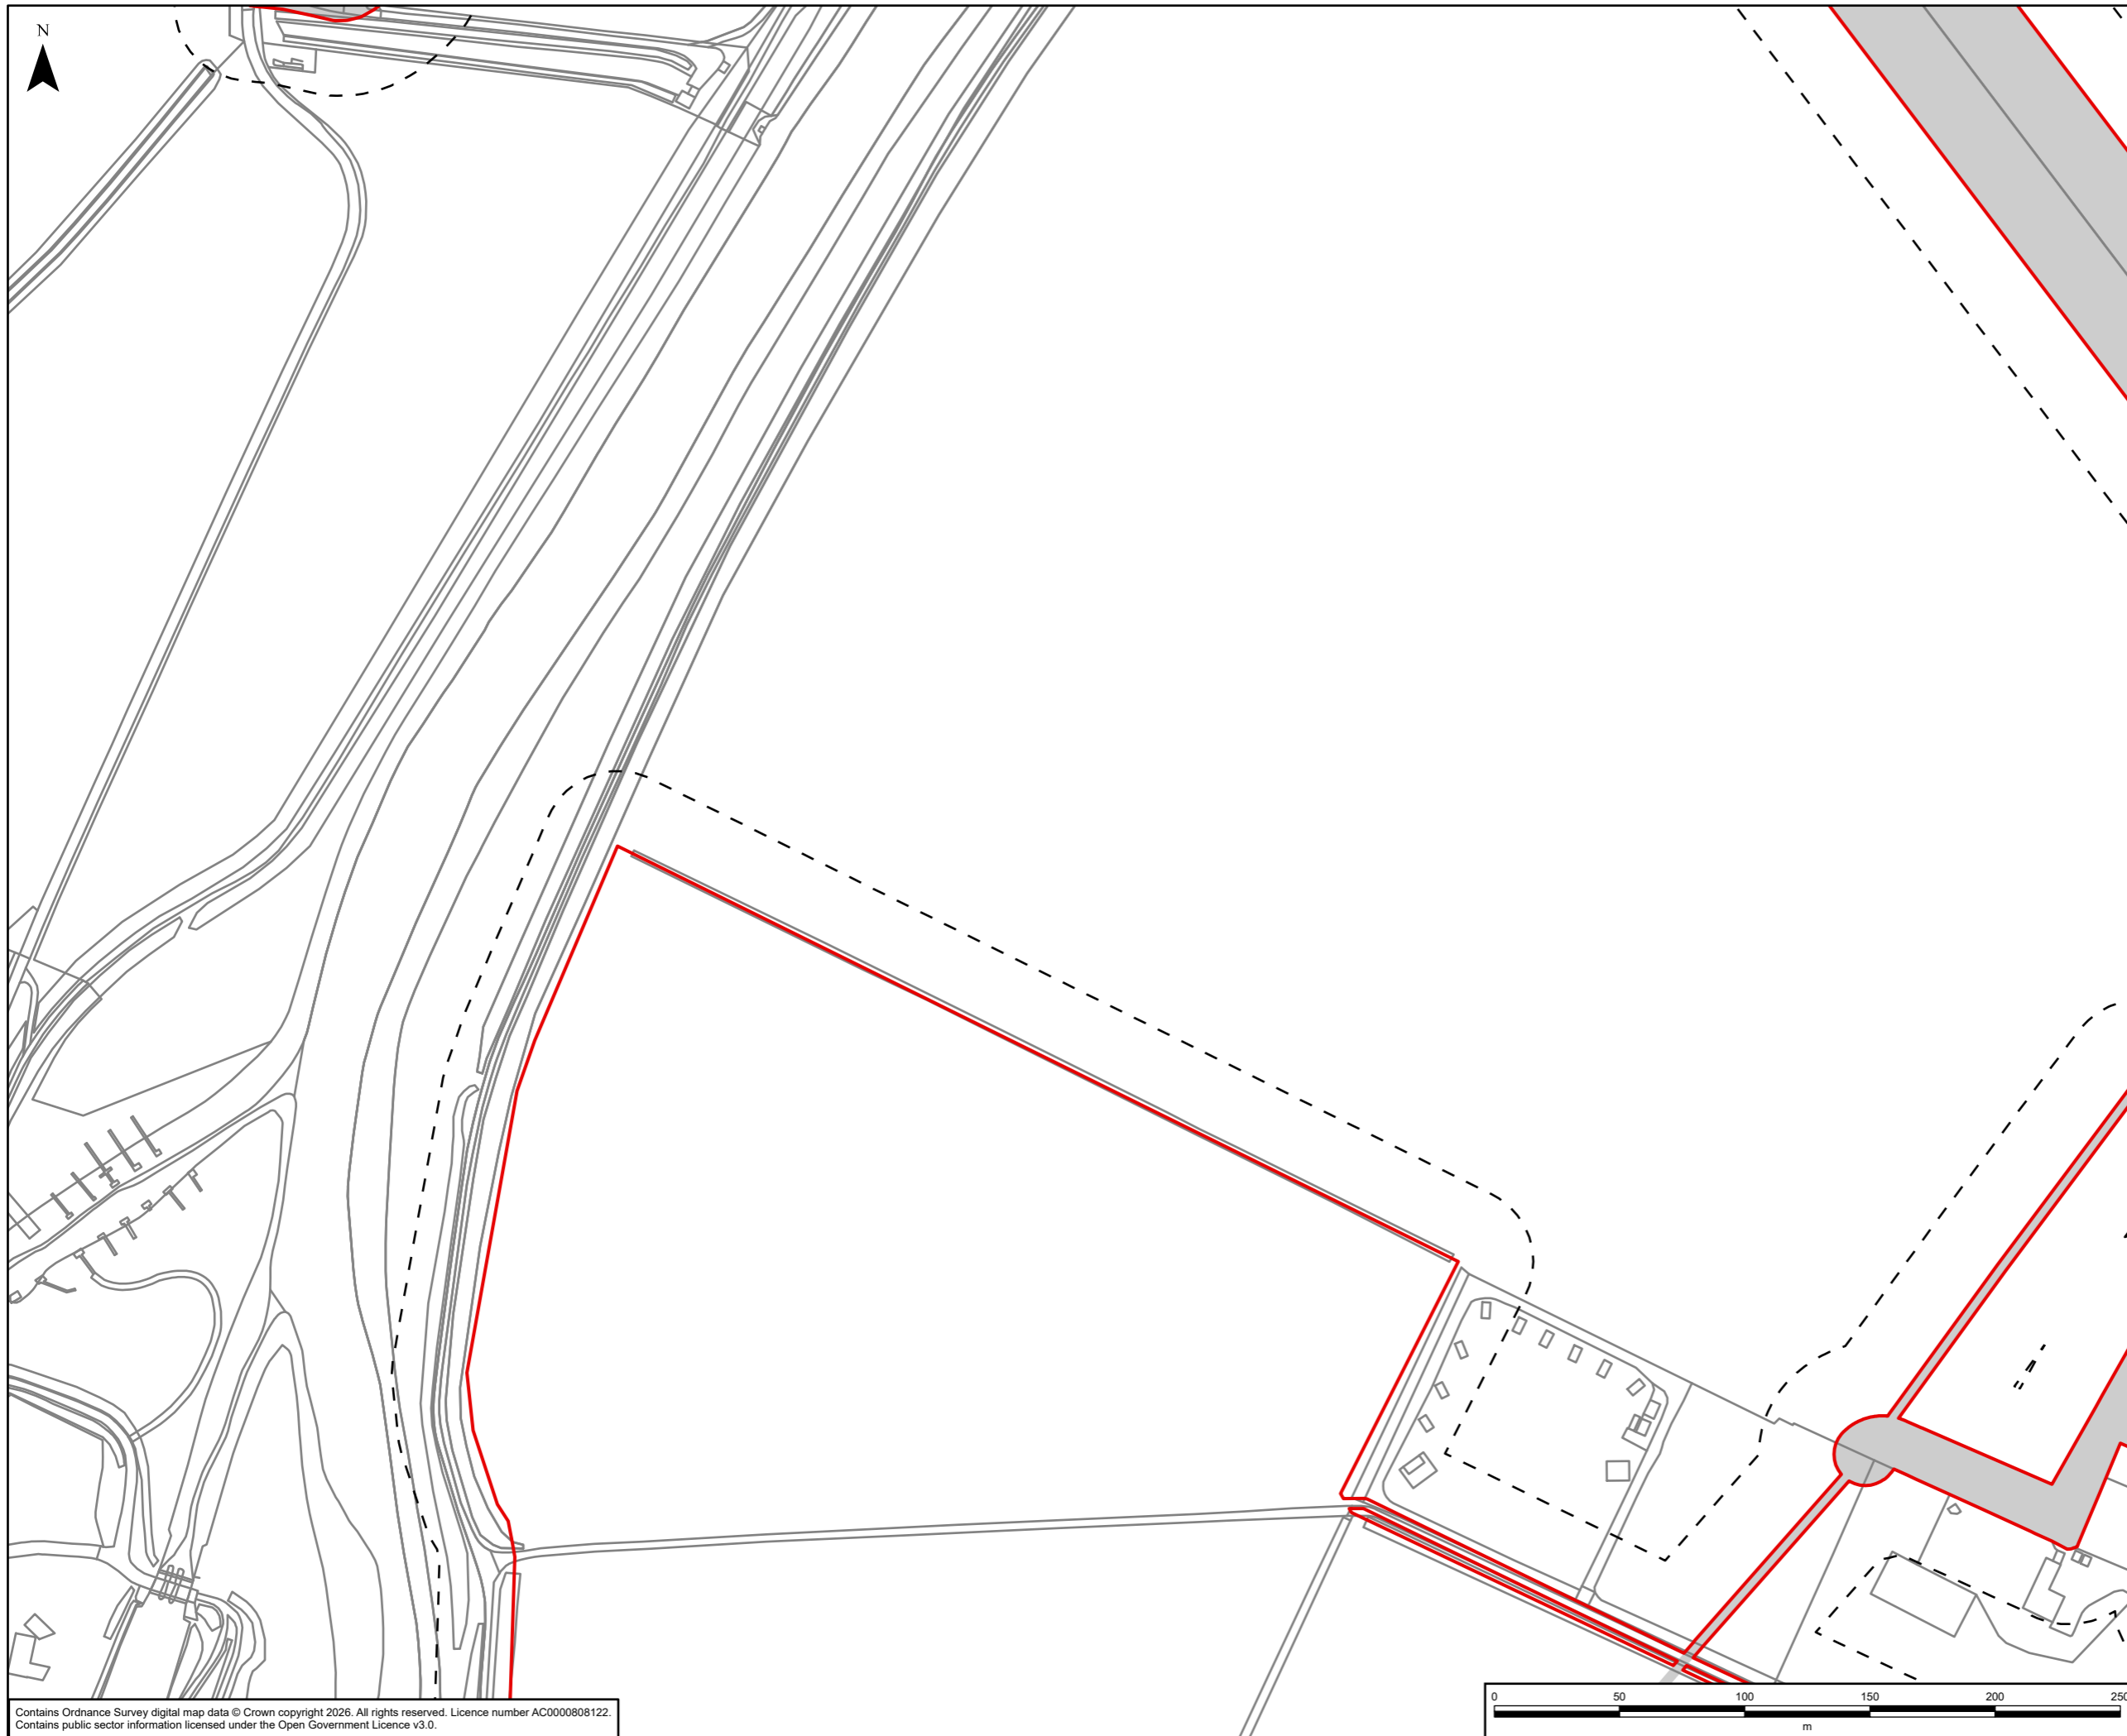 N
Contains Ordnance Survey digital map data © Crown copyright 2026. All rights reserved. Licence number AC0000808122.
Contains public sector information licensed under the Open Government Licence v3.0.
0 50 100 150 200 250
m